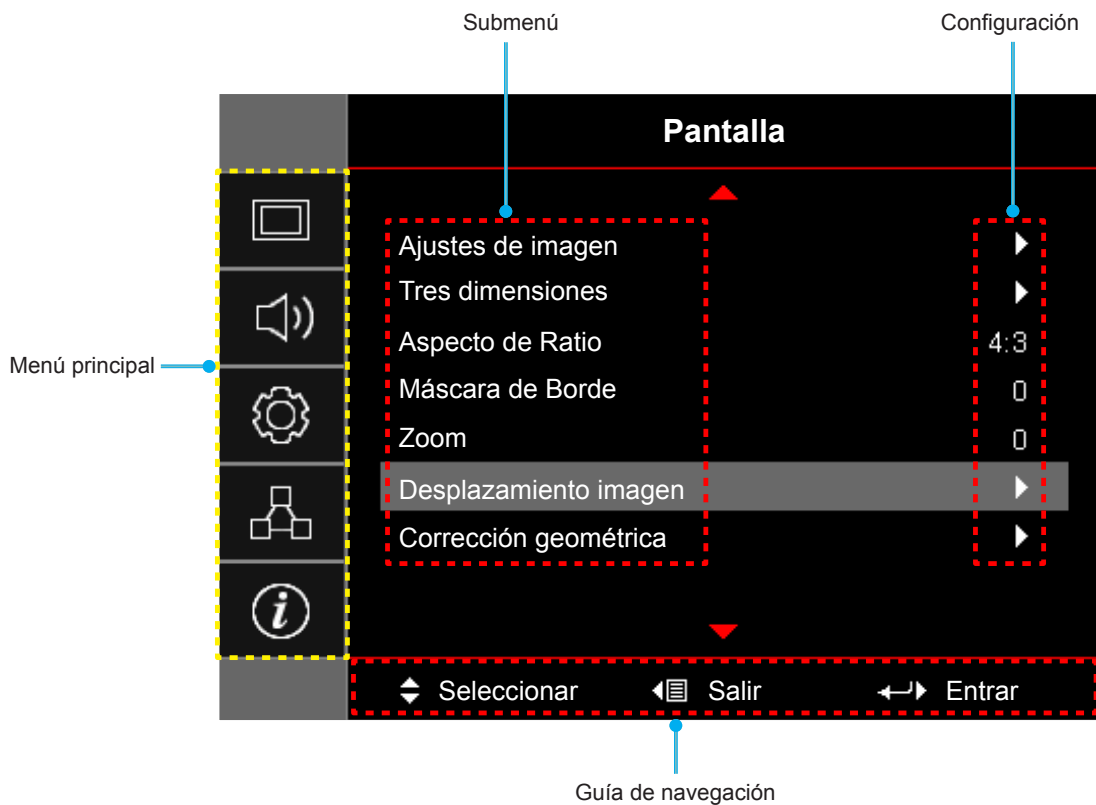 Submenú
Configuración
Pantalla
Ajustes de imagen
Tres dimensiones
Aspecto de Ratio 4:3
Menú principal
Máscara de Borde 0
Zoom 0
Desplazamiento imagen
Corrección geométrica
i
Seleccionar Salir Entrar
Guía de navegación